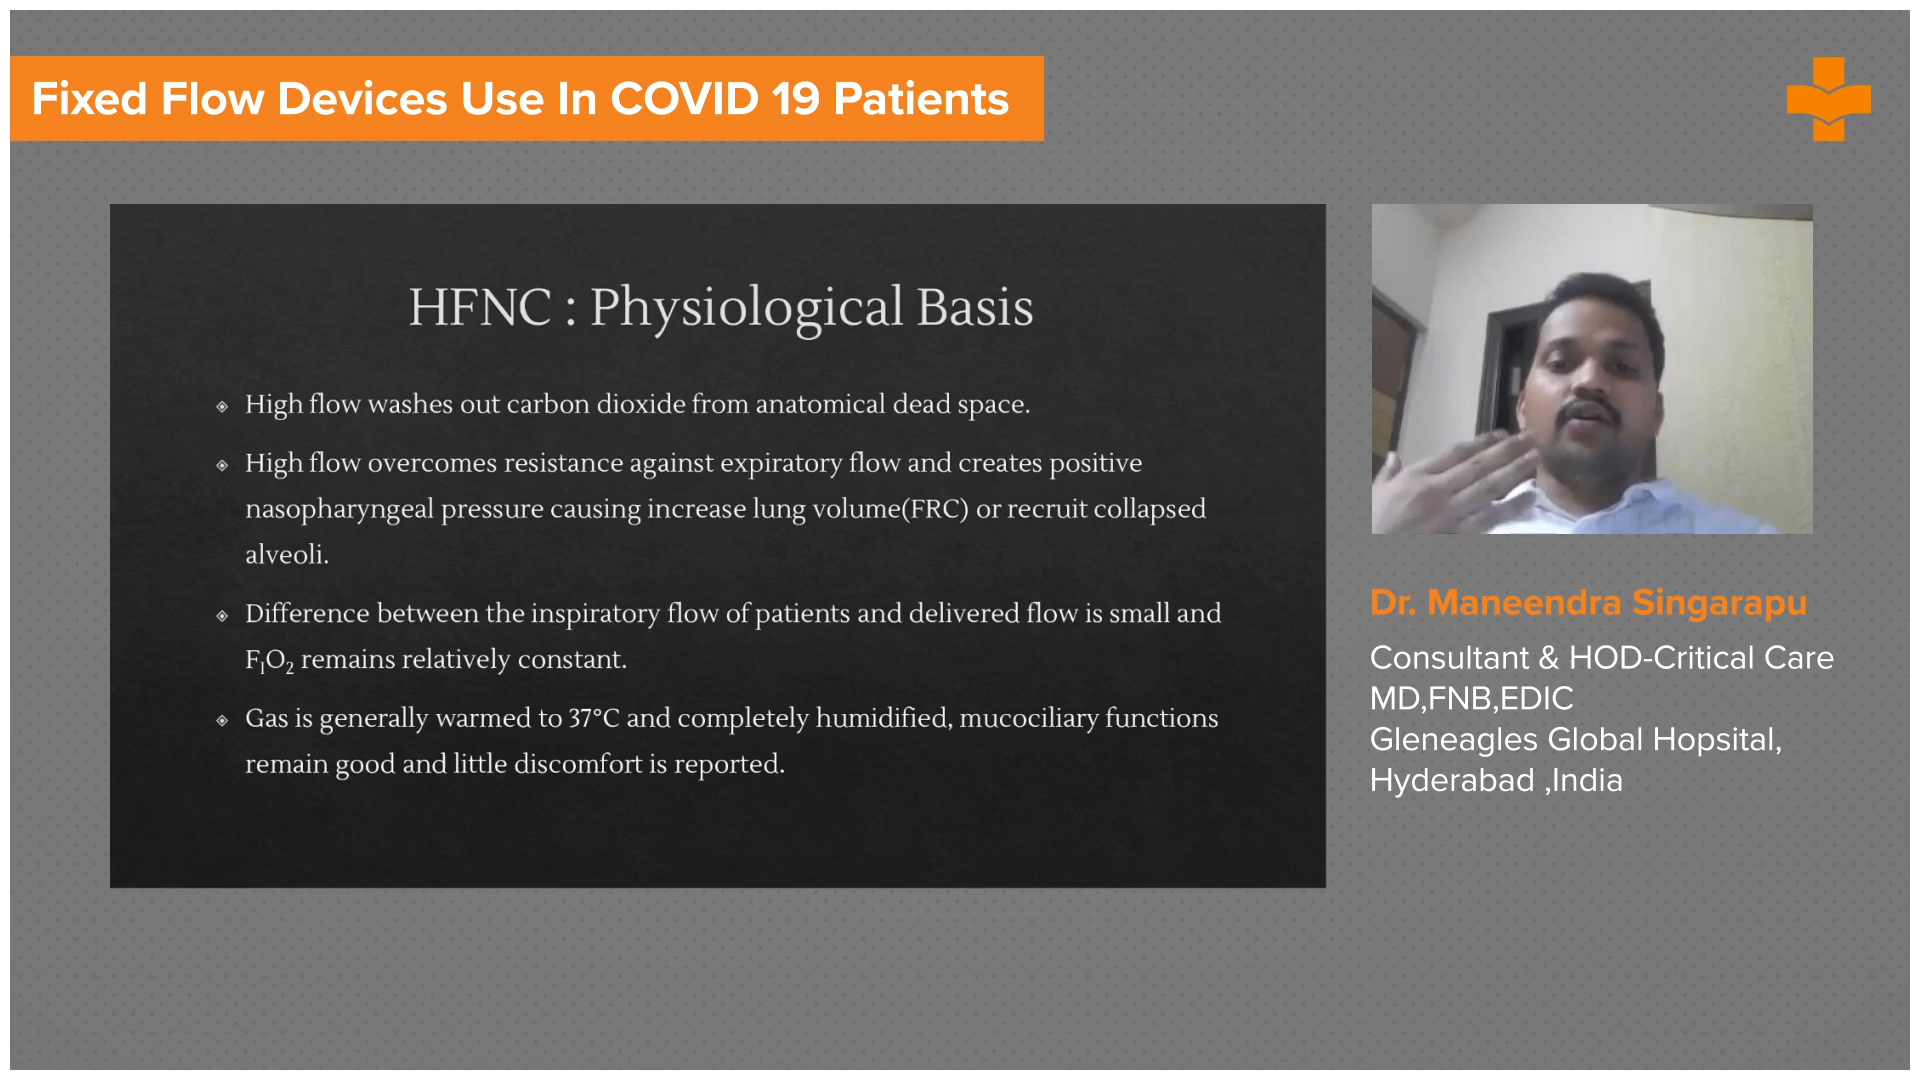 Fixed Flow Devices Use In COVID 19 Patients
HFNC : Physiological Basis
High flow washes out carbon dioxide from anatomical dead space.
High flow overcomes resistance against expiratory flow and creates positive
nasopharyngeal pressure causing increase lung volume(FRC) or recruit collapsed
alveoli.
Difference between the inspiratory flow of patients and delivered flow is small and
FIO2 remains relatively constant.
Gas is generally warmed to 37°C and completely humidified, mucociliary functions
remain good and little discomfort is reported.
Dr. Maneendra Singarapu
Consultant & HOD-Critical Care
MD,FNB,EDIC
Gleneagles Global Hopsital,
Hyderabad ,India